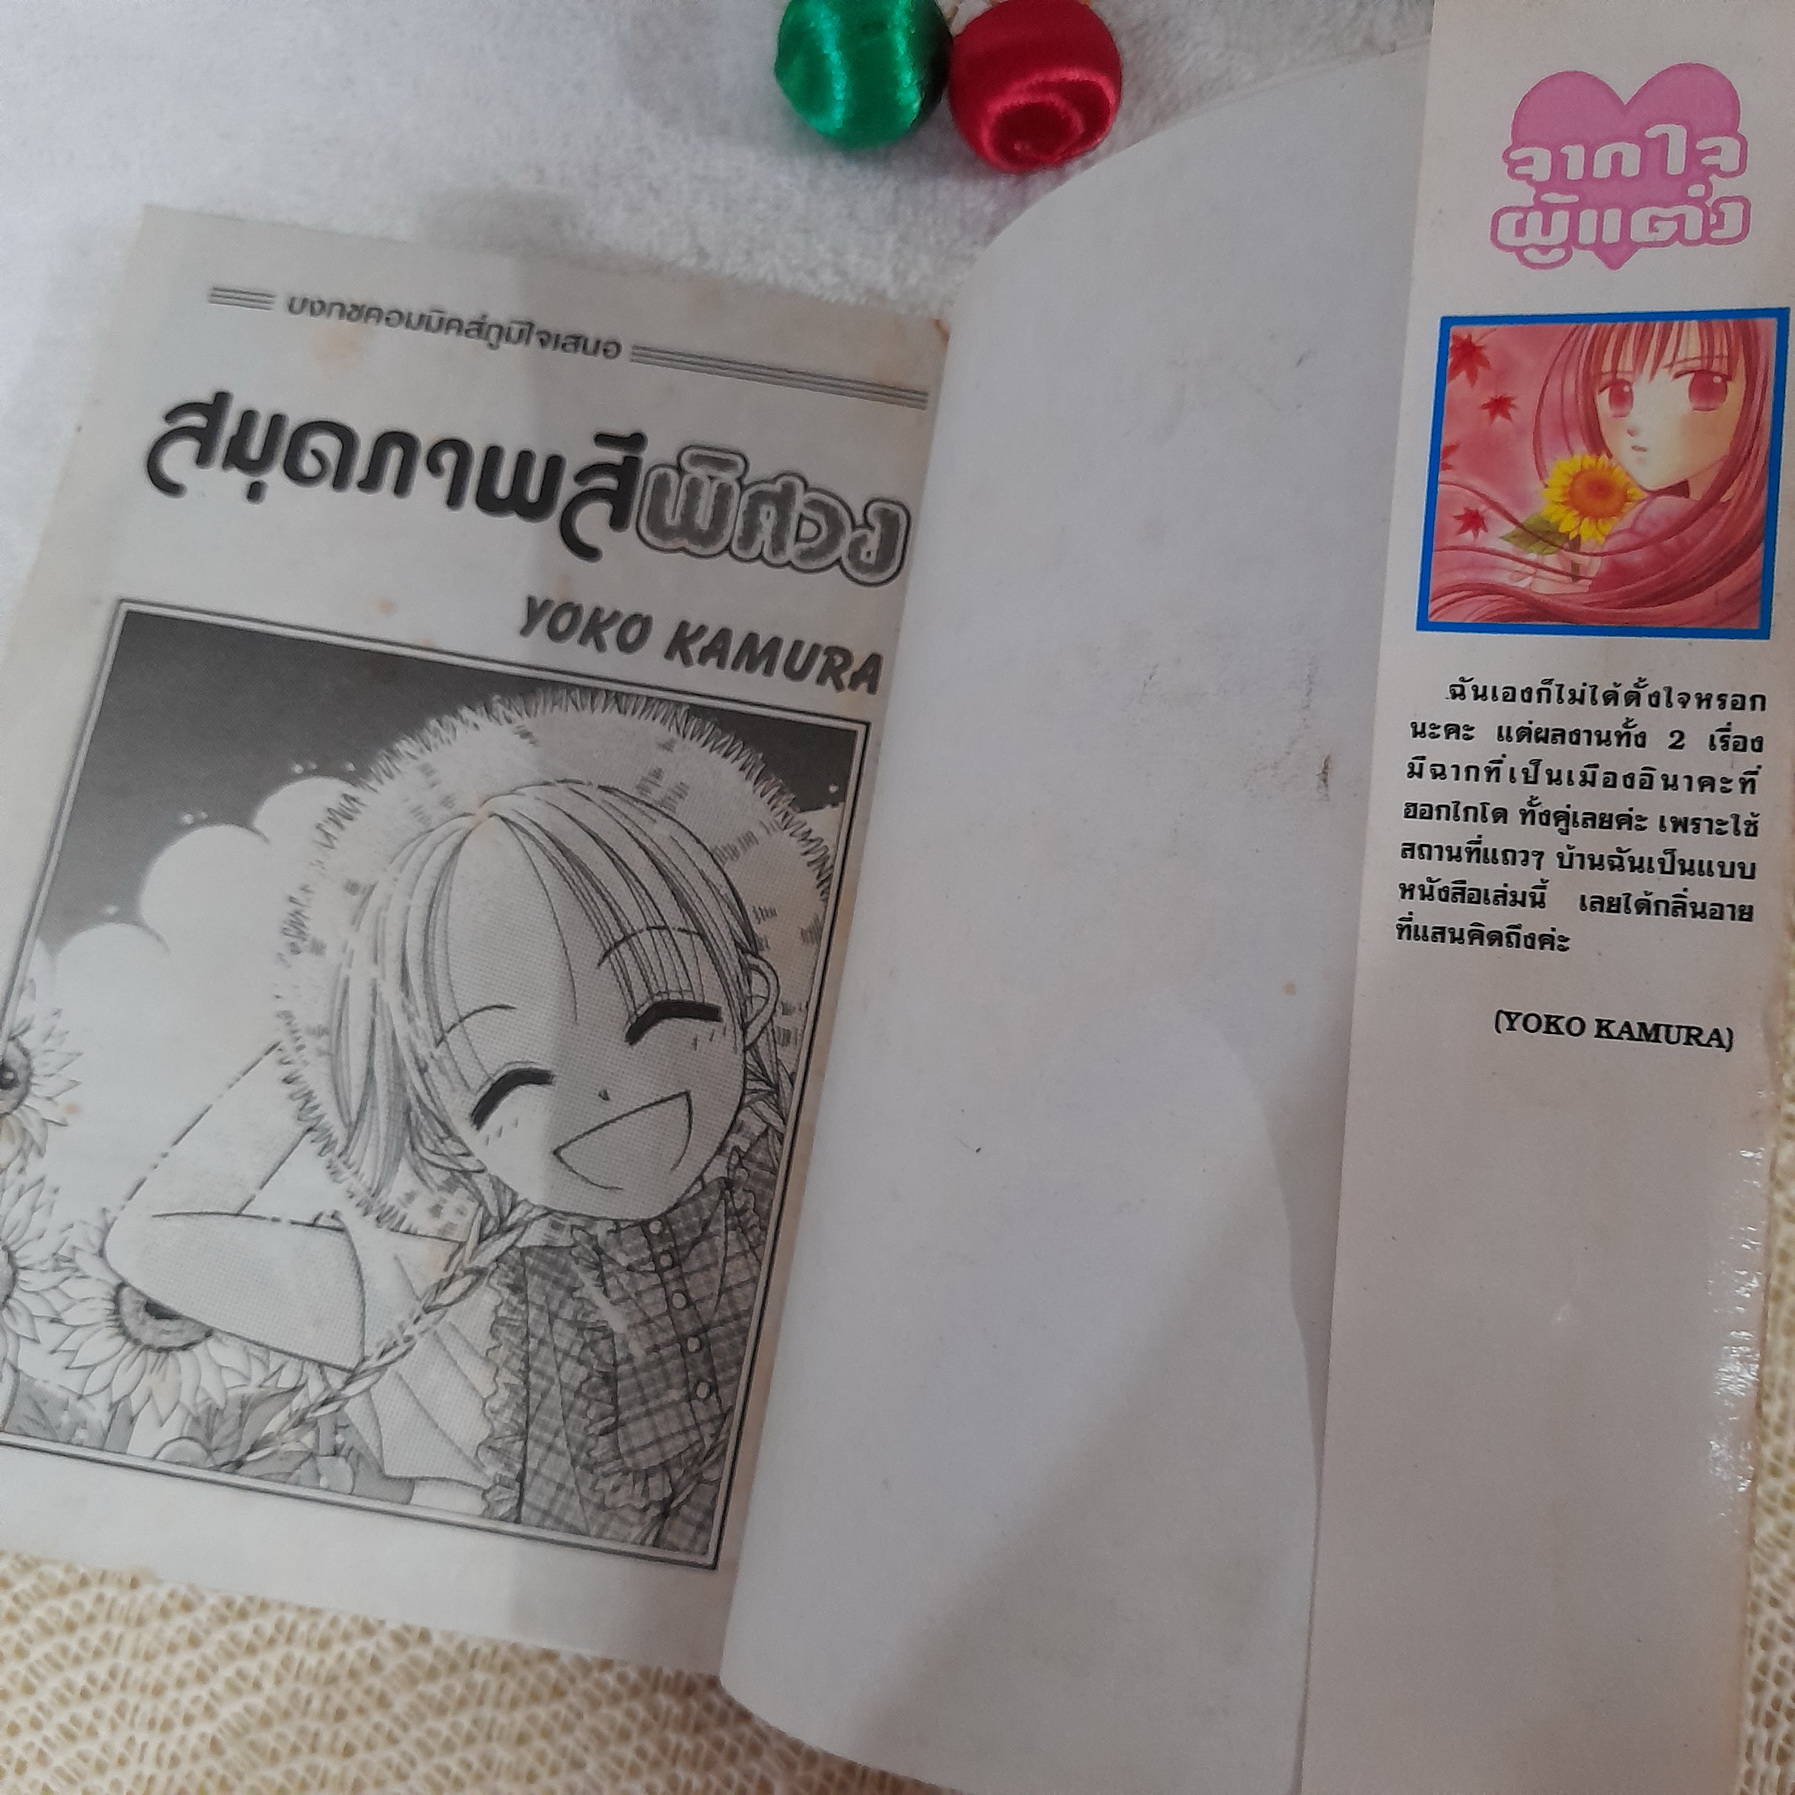 บงกชคอมมิคส์ภูมิใจเสนอ
สมุดภาพสีพิศวง
YOKO KAMURA
จากใจ
ผู้แต่ง
ฉันเองก็ไม่ได้ตั้งใจหรอก
นะคะ แต่ผลงานทั้ง 2 เรื่อง
มีฉากที่เป็นเมืองอินาคะที่
ฮอกไกโด ทั้งคู่เลยค่ะ เพราะใช้
สถานที่แถวๆ บ้านฉันเป็นแบบ
หนังสือเล่มนี้ เลยได้กลิ่นอาย
ที่แสนคิดถึงค่ะ
(YOKO KAMURA)